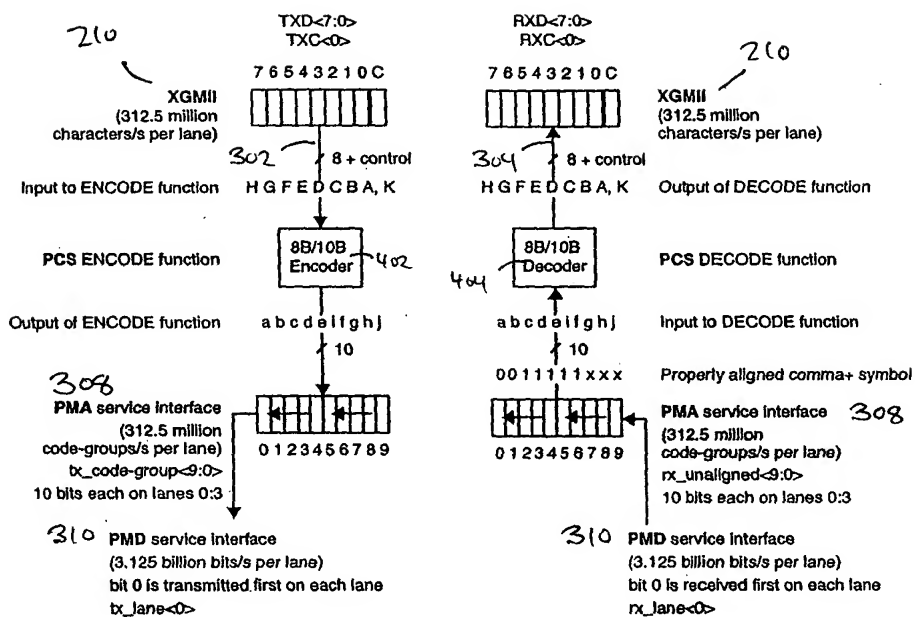 TXD<7:0>
TXC<0>
210
7 6 5 4 3 2 1 0 C
XGMII
(312.5 million
characters/s per lane)
302
8 + control
Input to ENCODE function
H G F E D C B A, K
PCS ENCODE function
8B/10B
Encoder
402
Output of ENCODE function
a b c d e i f g h j
10
308
PMA service interface
(312.5 million
code-groups/s per lane)
tx_code-group<9:0>
10 bits each on lanes 0:3
0 1 2 3 4 5 6 7 8 9
310
PMD service interface
(3.125 billion bits/s per lane)
bit 0 is transmitted first on each lane
tx_lane<0>
RXD<7:0>
RXC<0>
210
7 6 5 4 3 2 1 0 C
XGMII
(312.5 million
characters/s per lane)
304
8 + control
H G F E D C B A, K
Output of DECODE function
8B/10B
Decoder
404
PCS DECODE function
a b c d e i f g h j
Input to DECODE function
10
0 0 1 1 1 1 1 x x x
Properly aligned comma+ symbol
PMA service interface
308
(312.5 million
code-groups/s per lane)
rx_unaligned<9:0>
10 bits each on lanes 0:3
0 1 2 3 4 5 6 7 8 9
310
PMD service interface
(3.125 billion bits/s per lane)
bit 0 is received first on each lane
rx_lane<0>